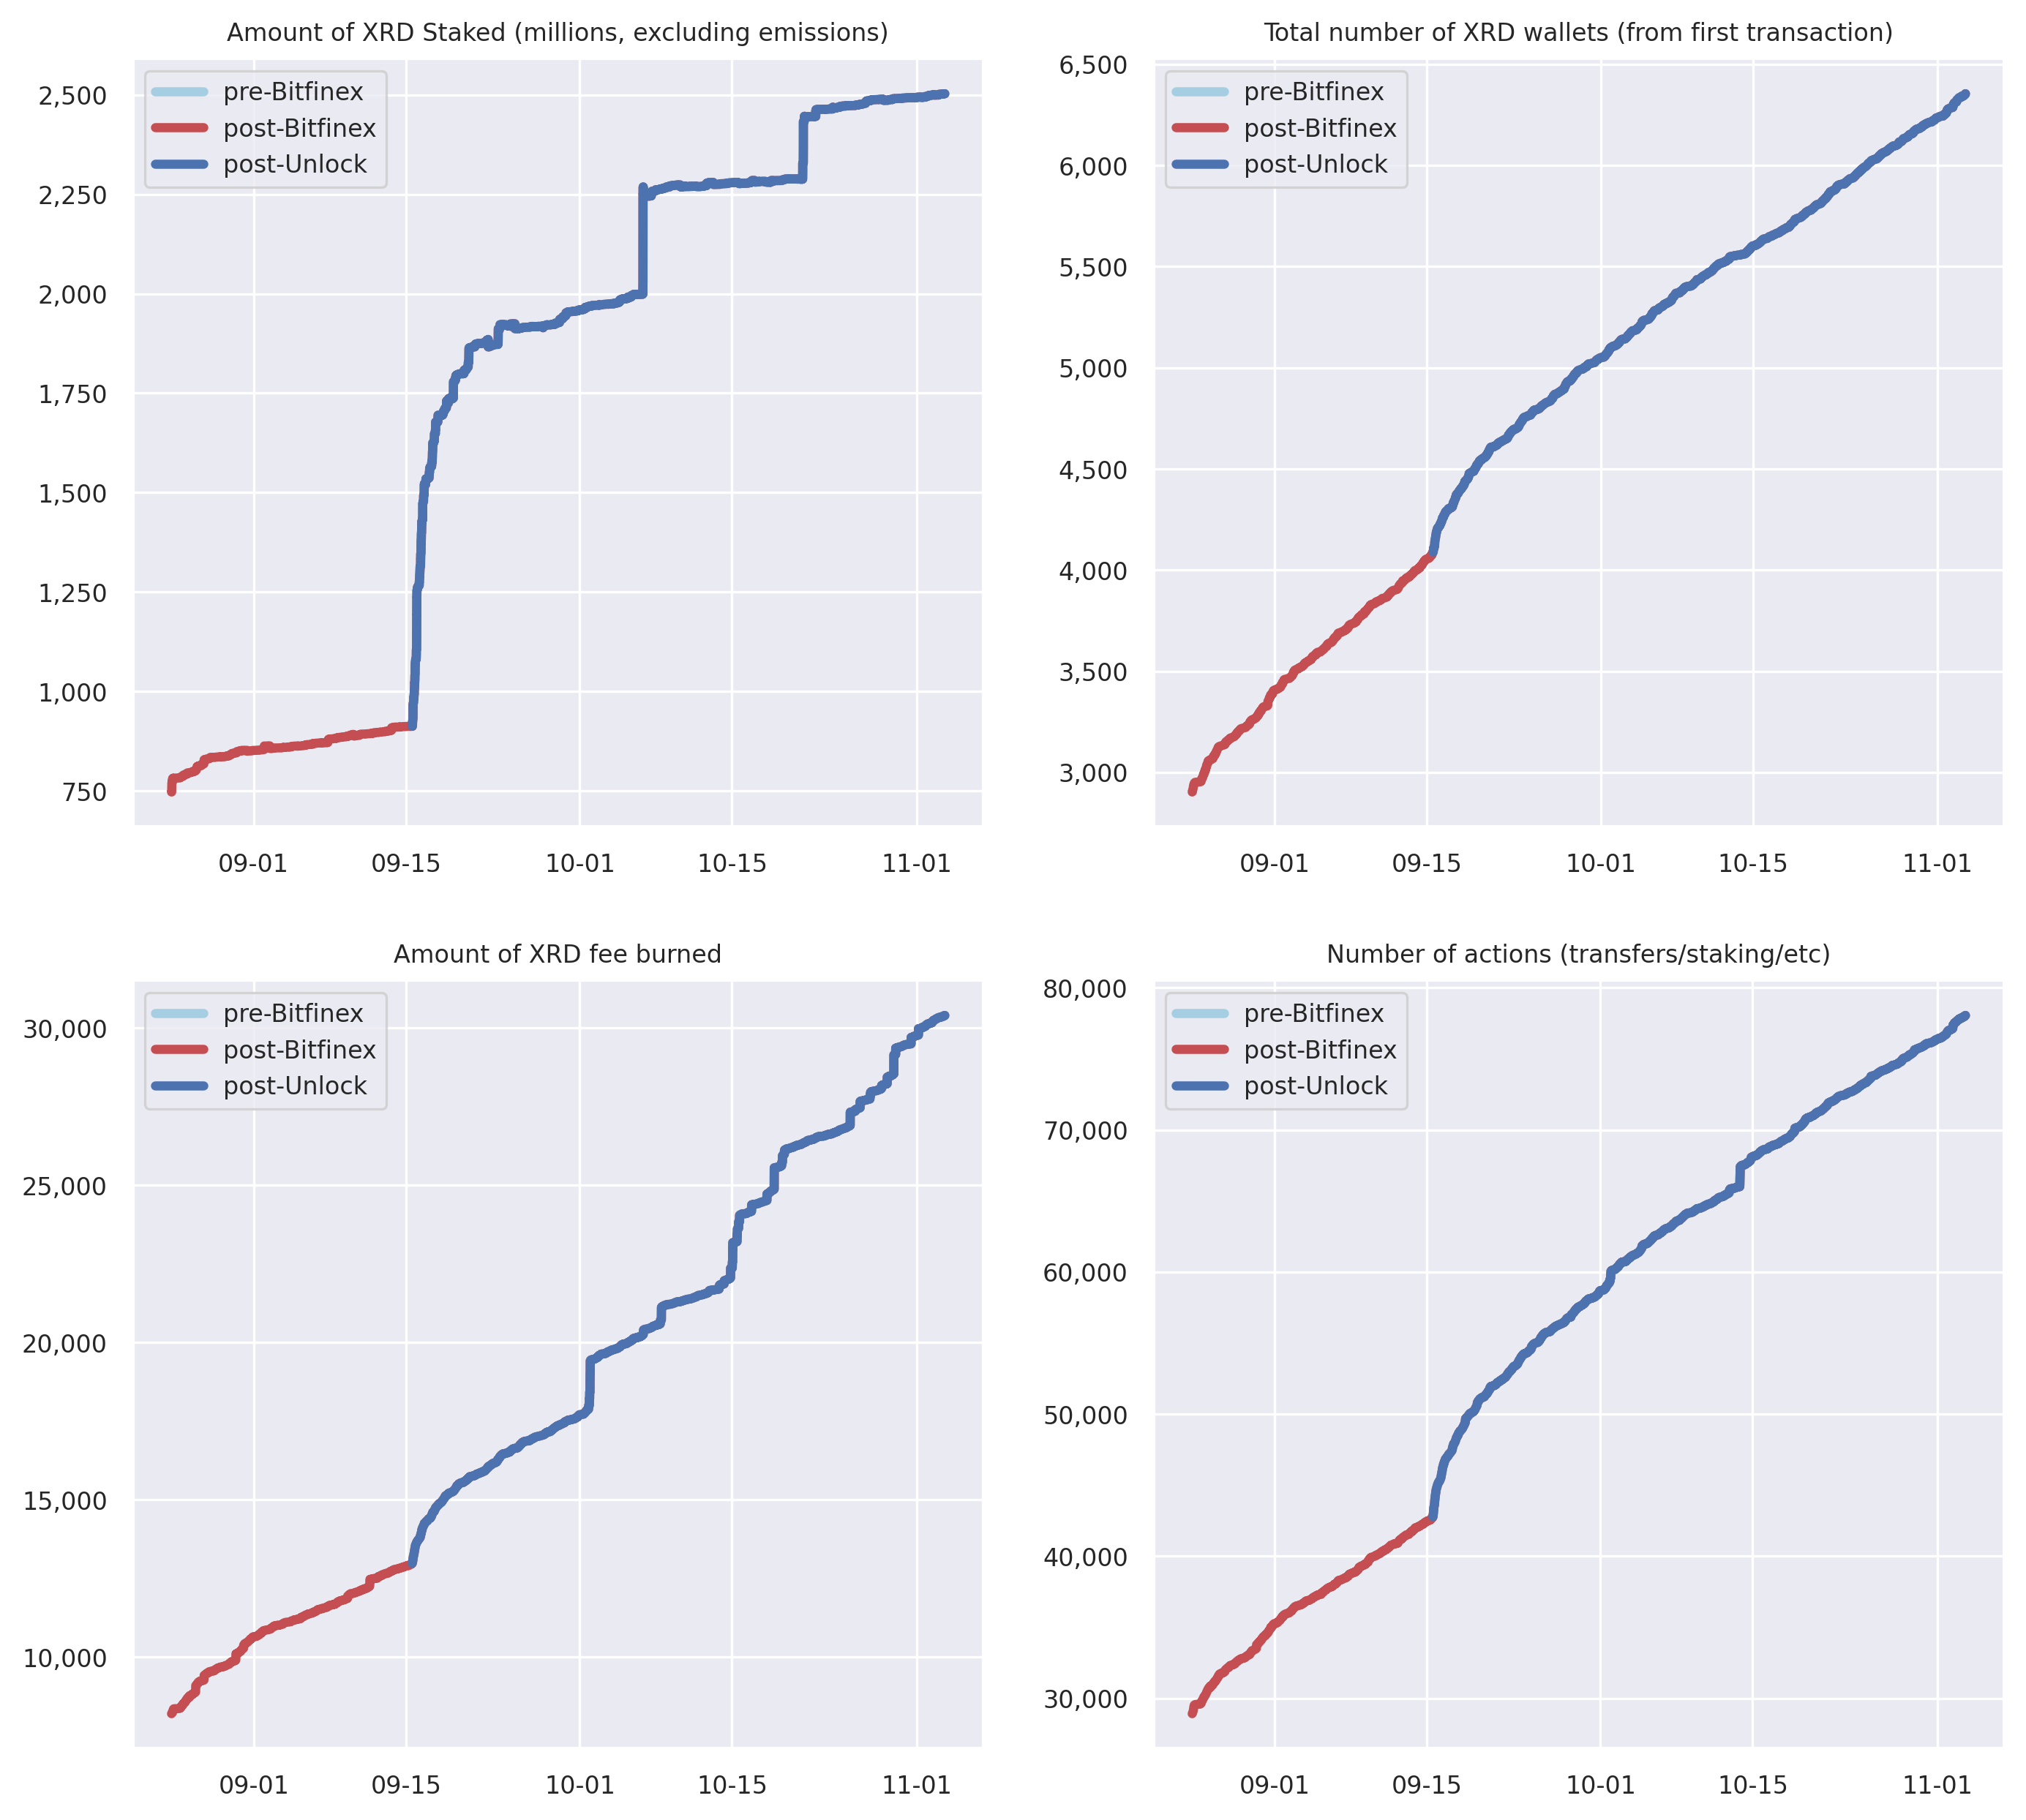 Amount of XRD Staked (millions, excluding emissions)
pre-Bitfinex
post-Bitfinex
post-Unlock
2,500
2,250
2,000
1,750
1,500
1,250
1,000
750
09-01 09-15 10-01 10-15 11-01
Total number of XRD wallets (from first transaction)
pre-Bitfinex
post-Bitfinex
post-Unlock
6,500
6,000
5,500
5,000
4,500
4,000
3,500
3,000
09-01 09-15 10-01 10-15 11-01
Amount of XRD fee burned
pre-Bitfinex
post-Bitfinex
post-Unlock
30,000
25,000
20,000
15,000
10,000
09-01 09-15 10-01 10-15 11-01
Number of actions (transfers/staking/etc)
pre-Bitfinex
post-Bitfinex
post-Unlock
80,000
70,000
60,000
50,000
40,000
30,000
09-01 09-15 10-01 10-15 11-01